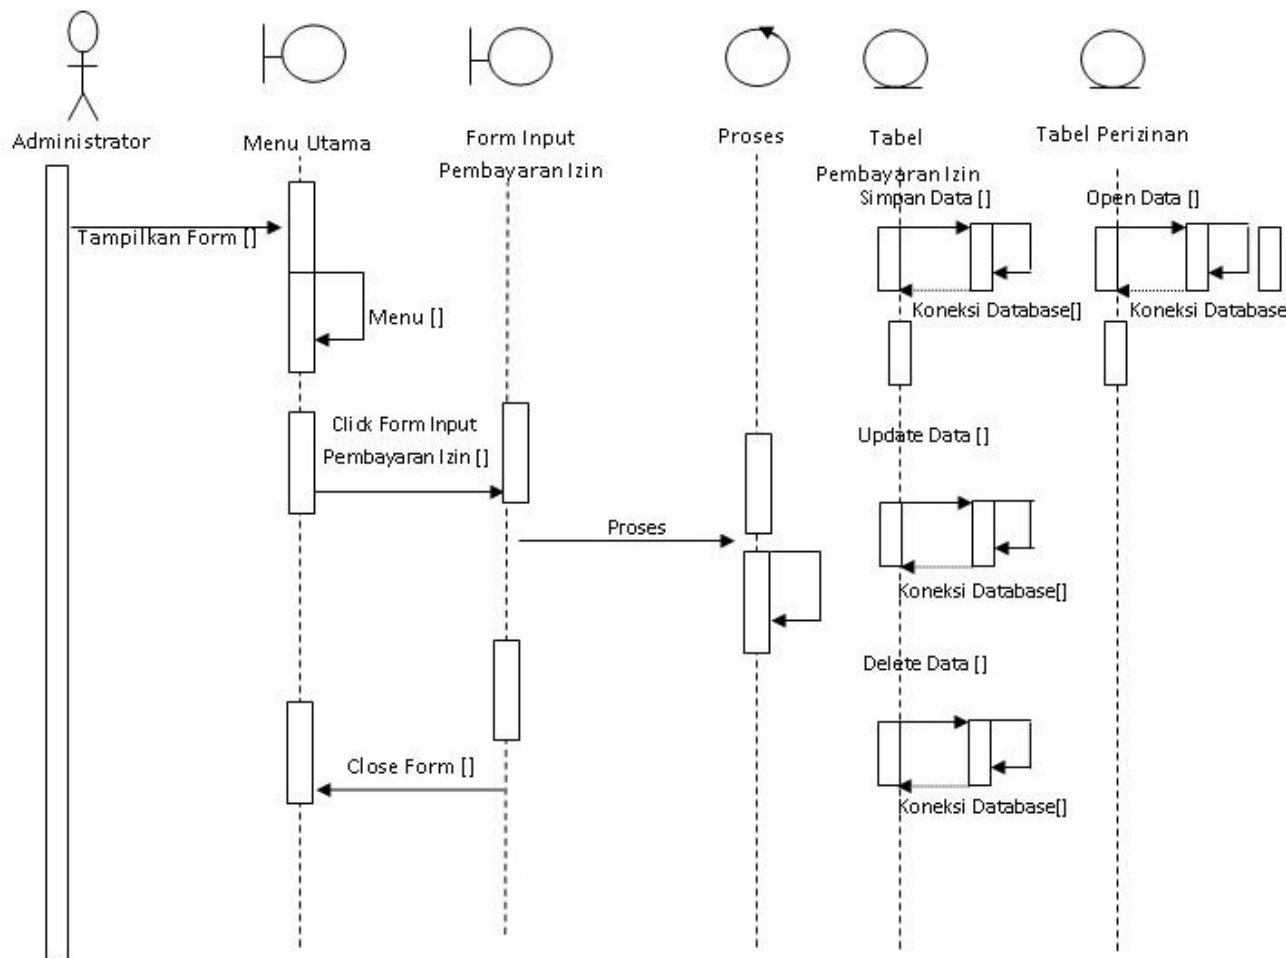 Administrator
Menu Utama
Form Input
Pembayaran Izin
Proses
Tabel
Pembayaran Izin
Tabel Perizinan
Simpan Data []
Open Data []
Tampilkan Form []
Menu []
Koneksi Database[]
Koneksi Database
Click Form Input
Pembayaran Izin []
Update Data []
Proses
Koneksi Database[]
Delete Data []
Close Form []
Koneksi Database[]